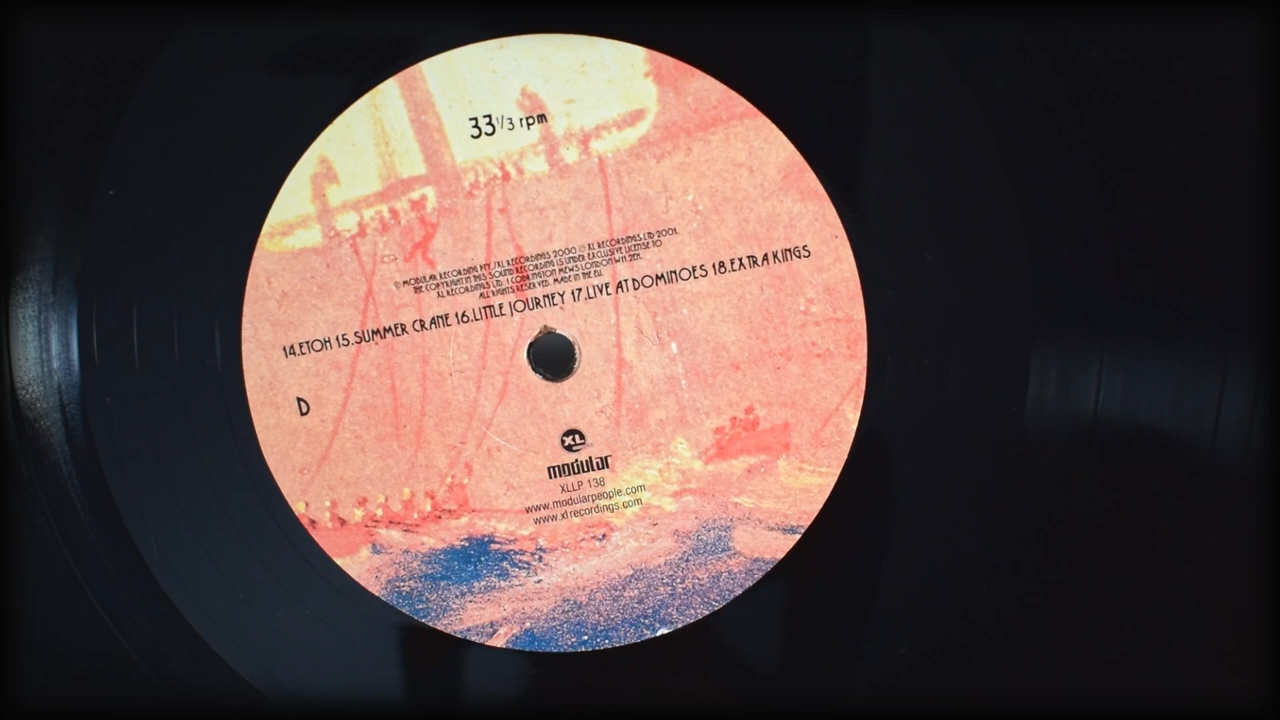 33 1/3 rpm
℗ MODULAR RECORDING PTY./XL RECORDINGS 2000 © XL RECORDINGS LTD 2001.
THE COPYRIGHT IN THIS SOUND RECORDING IS UNDER EXCLUSIVE LICENSE TO
XL RECORDINGS LTD. 1 CODRINGTON MEWS LONDON W11 2EH.
ALL RIGHTS RESERVED. MADE IN THE EU.
14.ETOH 15.SUMMER CRANE 16.LITTLE JOURNEY 17.LIVE AT DOMINOES 18.EXTRA KINGS
D
XL
modular
XLLP 138
www.modularpeople.com
www.xlrecordings.com